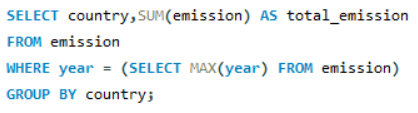 SELECT country,SUM(emission) AS total_emission
FROM emission
WHERE year = (SELECT MAX(year) FROM emission)
GROUP BY country;